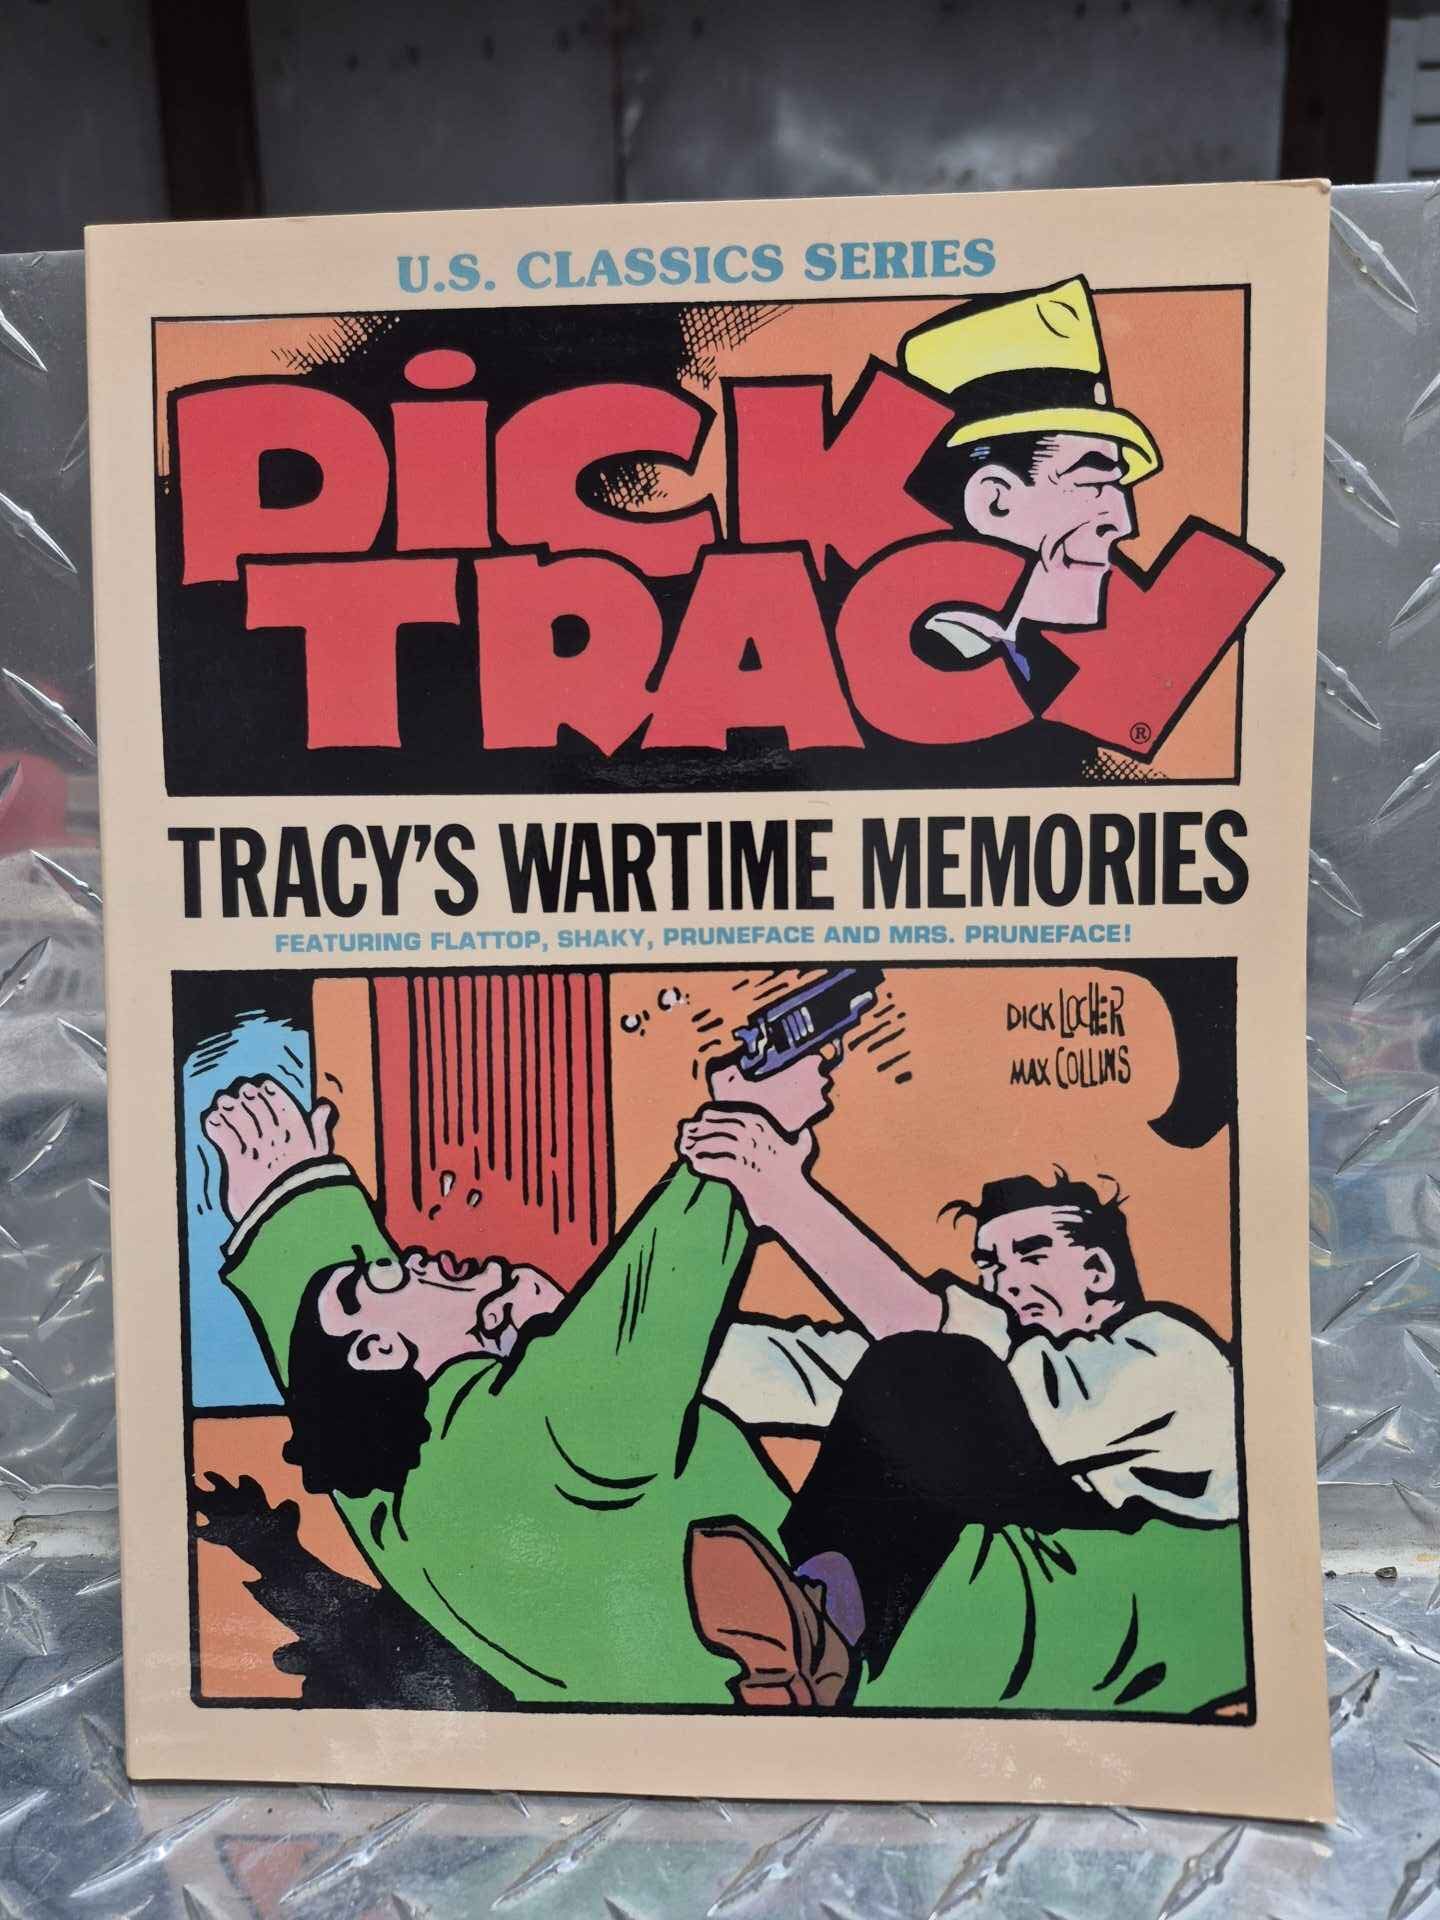 U.S. CLASSICS SERIES
DiCK
TRACY
®
TRACY'S WARTIME MEMORIES
FEATURING FLATTOP, SHAKY, PRUNEFACE AND MRS. PRUNEFACE!
DICK LOCHER
MAX COLLINS